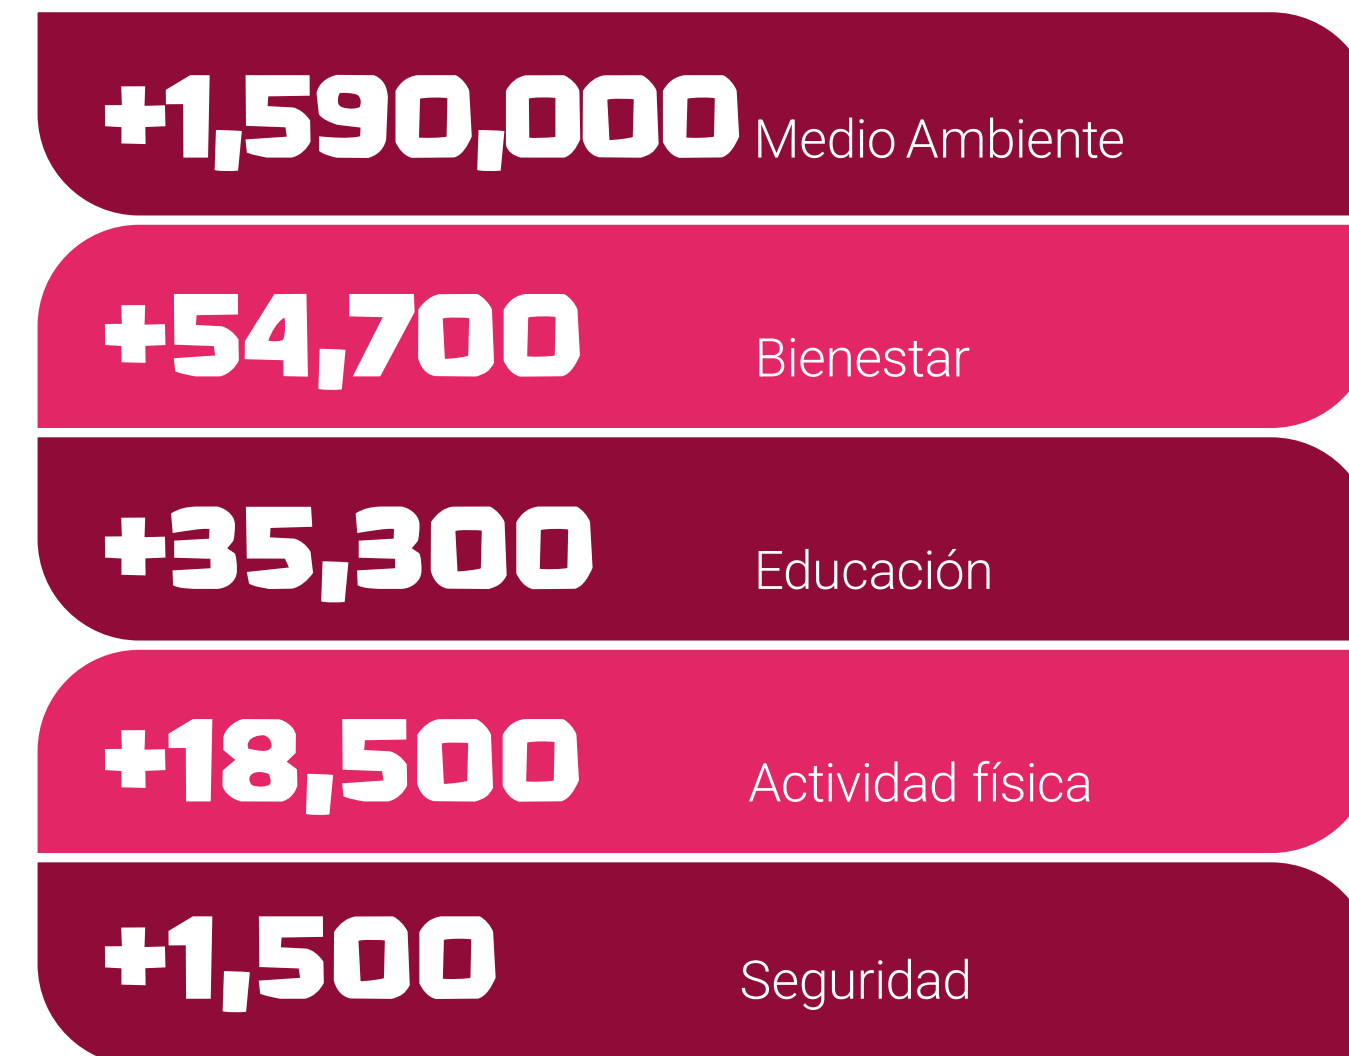 +1,590,000 Medio Ambiente
+54,700 Bienestar
+35,300 Educación
+18,500 Actividad física
+1,500 Seguridad